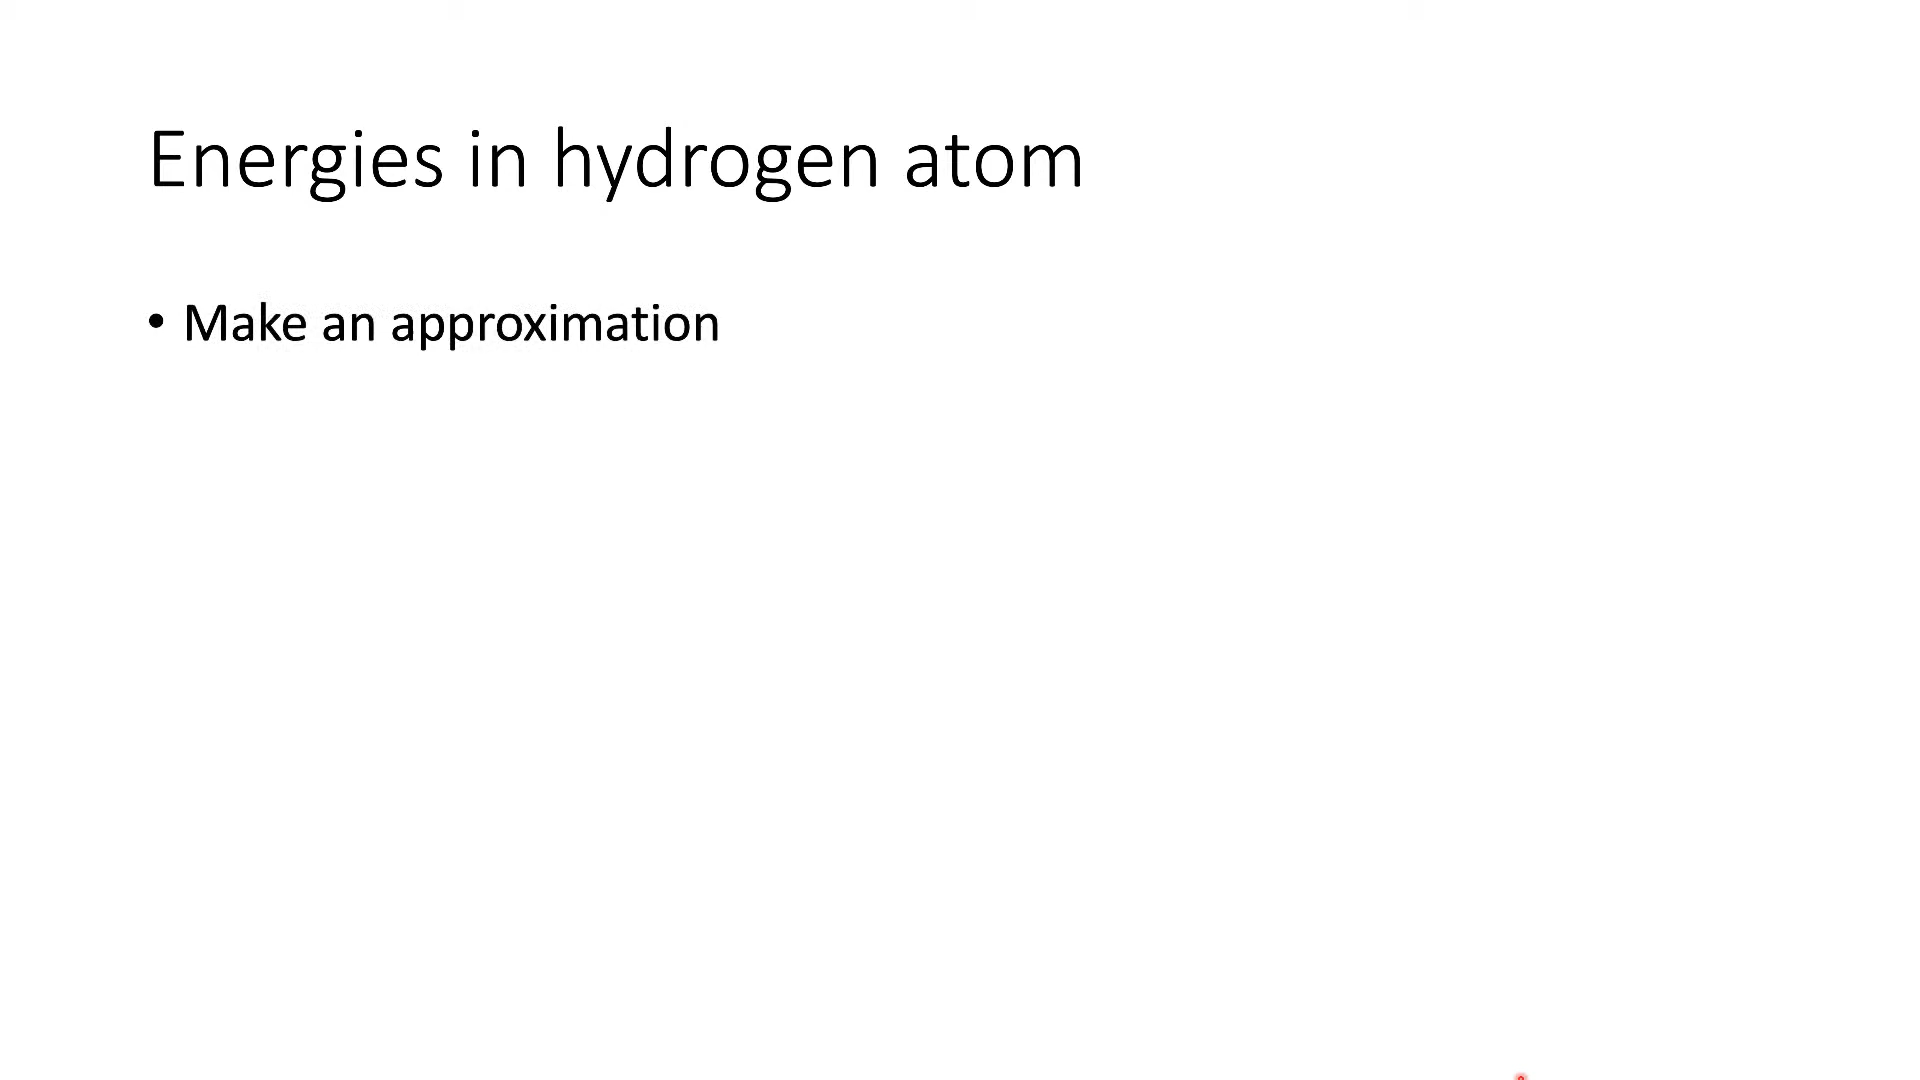 Energies in hydrogen atom
• Make an approximation